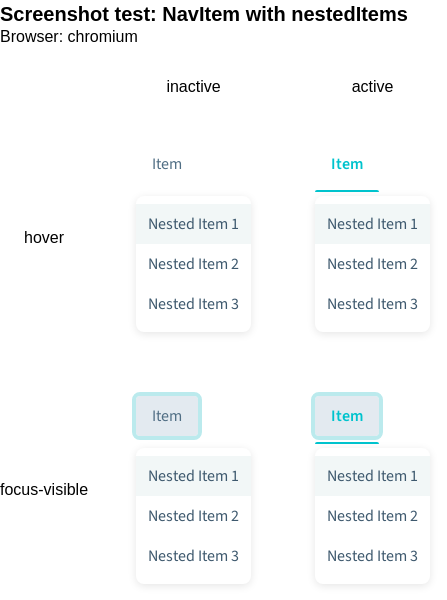 Screenshot test: NavItem with nestedItems
Browser: chromium
inactive active
Item Item
hover
Nested Item 1 Nested Item 1
Nested Item 2 Nested Item 2
Nested Item 3 Nested Item 3
Item Item
focus-visible
Nested Item 1 Nested Item 1
Nested Item 2 Nested Item 2
Nested Item 3 Nested Item 3